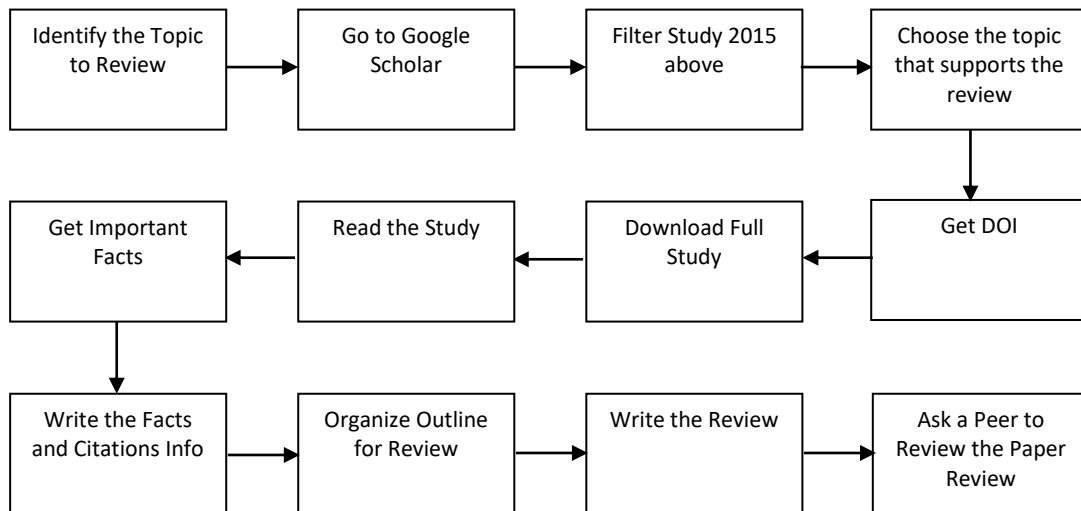 Identify the Topic
to Review
Go to Google
Scholar
Filter Study 2015
above
Choose the topic
that supports the
review
Get DOI
Download Full
Study
Read the Study
Get Important
Facts
Write the Facts
and Citations Info
Organize Outline
for Review
Write the Review
Ask a Peer to
Review the Paper
Review